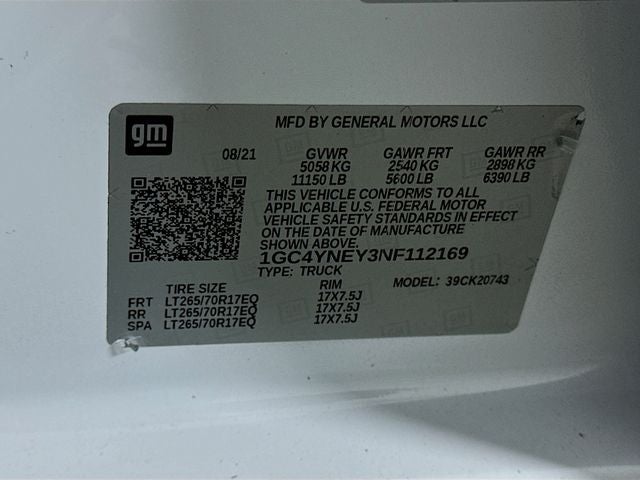 gm
MFD BY GENERAL MOTORS LLC
08/21 GVWR GAWR FRT GAWR RR
5058 KG 2540 KG 2898 KG
11150 LB 5600 LB 6390 LB
THIS VEHICLE CONFORMS TO ALL
APPLICABLE U.S. FEDERAL MOTOR
VEHICLE SAFETY STANDARDS IN EFFECT
ON THE DATE OF MANUFACTURE
SHOWN ABOVE.
1GC4YNEY3NF112169
TYPE: TRUCK MODEL: 39CK20743
TIRE SIZE RIM
FRT LT265/70R17EQ 17X7.5J
RR LT265/70R17EQ 17X7.5J
SPA LT265/70R17EQ 17X7.5J